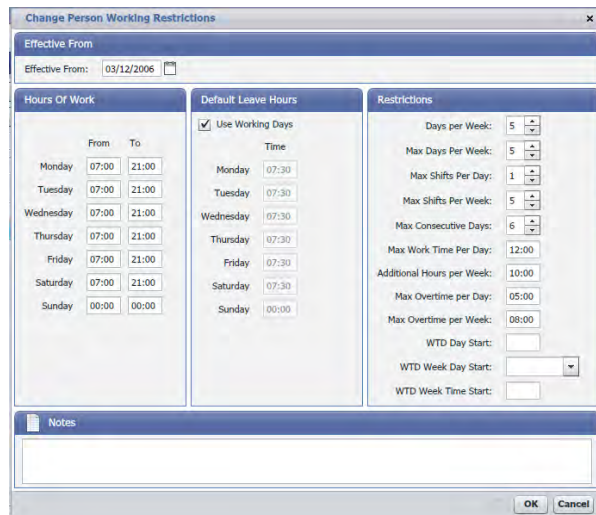 Change Person Working Restrictions x
Effective From
Effective From: 03/12/2006
Hours Of Work
From To
Monday 07:00 21:00
Tuesday 07:00 21:00
Wednesday 07:00 21:00
Thursday 07:00 21:00
Friday 07:00 21:00
Saturday 07:00 21:00
Sunday 00:00 00:00
Default Leave Hours
Use Working Days
Time
Monday 07:30
Tuesday 07:30
Wednesday 07:30
Thursday 07:30
Friday 07:30
Saturday 07:30
Sunday 00:00
Restrictions
Days per Week: 5
Max Days Per Week: 5
Max Shifts Per Day: 1
Max Shifts Per Week: 5
Max Consecutive Days: 6
Max Work Time Per Day: 12:00
Additional Hours per Week: 10:00
Max Overtime per Day: 05:00
Max Overtime per Week: 08:00
WTD Day Start:
WTD Week Day Start:
WTD Week Time Start:
Notes
OK Cancel